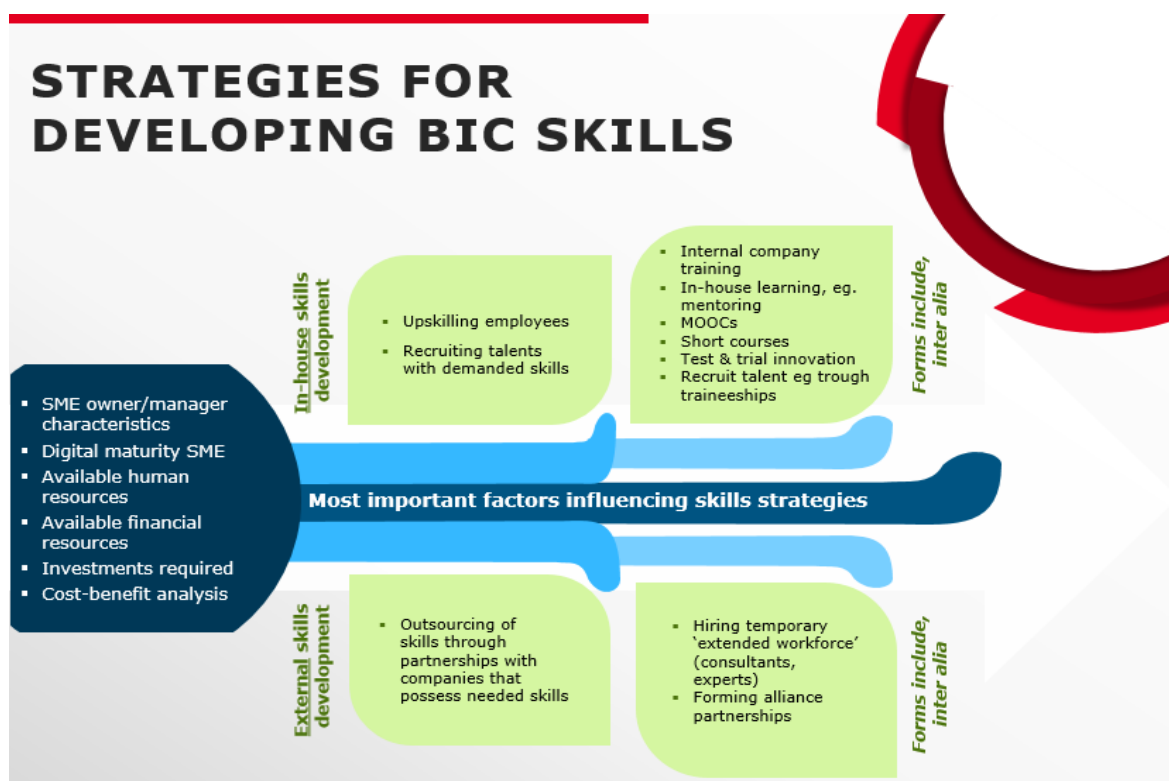 STRATEGIES FOR
DEVELOPING BIC SKILLS
In-house skills
development
▪ Upskilling employees
▪ Recruiting talents
with demanded skills
▪ Internal company
training
▪ In-house learning, eg.
mentoring
▪ MOOCs
▪ Short courses
▪ Test & trial innovation
▪ Recruit talent eg trough
traineeships
Forms include,
inter alia
▪ SME owner/manager
characteristics
▪ Digital maturity SME
▪ Available human
resources
▪ Available financial
resources
▪ Investments required
▪ Cost-benefit analysis
Most important factors influencing skills strategies
External skills
development
▪ Outsourcing of
skills through
partnerships with
companies that
possess needed skills
▪ Hiring temporary
‘extended workforce’
(consultants,
experts)
▪ Forming alliance
partnerships
Forms include,
inter alia